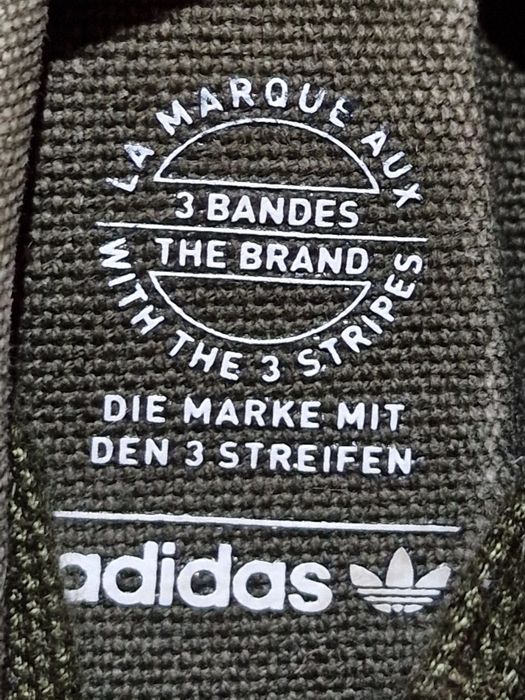 LA MARQUE AUX
3 BANDES
THE BRAND
WITH THE 3 STRIPES
DIE MARKE MIT
DEN 3 STREIFEN
adidas